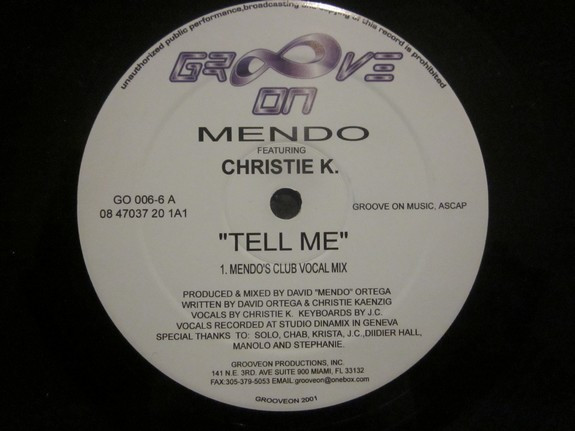 unauthorized public performance,broadcasting and copying of this record is prohibited
GROOVE
ON
MENDO
FEATURING
CHRISTIE K.
GO 006-6 A
08 47037 20 1A1
GROOVE ON MUSIC, ASCAP
"TELL ME"
1. MENDO'S CLUB VOCAL MIX
PRODUCED & MIXED BY DAVID "MENDO" ORTEGA
WRITTEN BY DAVID ORTEGA & CHRISTIE KAENZIG
VOCALS BY CHRISTIE K. KEYBOARDS BY J.C.
VOCALS RECORDED AT STUDIO DINAMIX IN GENEVA
SPECIAL THANKS TO: SOLO, CHAB, KRISTA, J.C.,DIIDIER HALL,
MANOLO AND STEPHANIE.
GROOVEON PRODUCTIONS, INC.
141 N.E. 3RD. AVE SUITE 900 MIAMI, FL 33132
FAX:305-379-5053 EMAIL grooveon@onebox.com
GROOVEON 2001